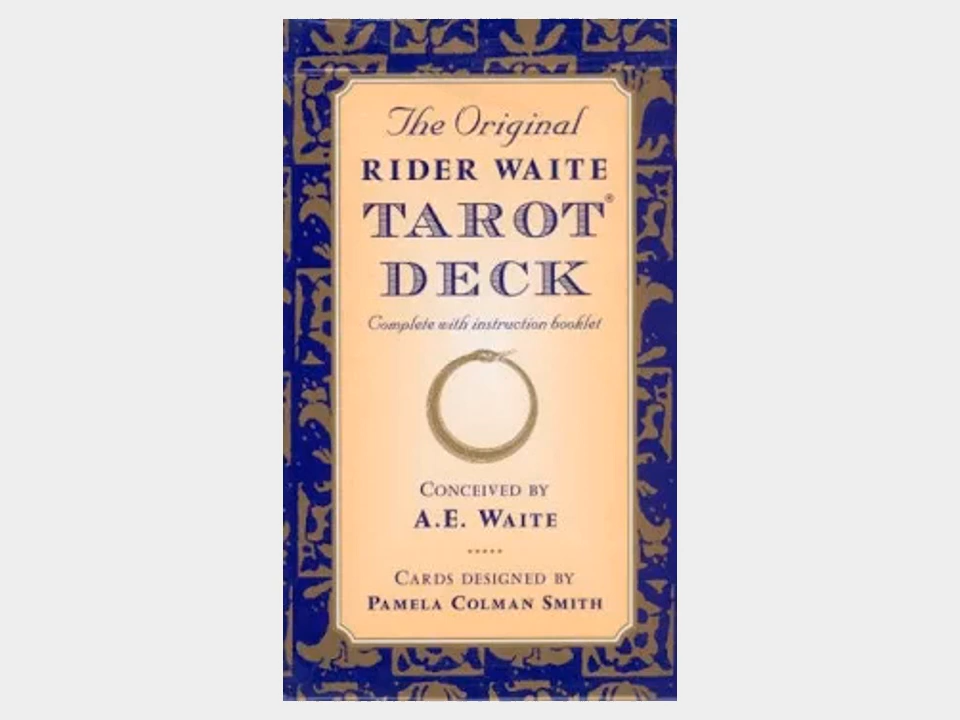 The Original
RIDER WAITE
TAROT®
DECK
Complete with instruction booklet
CONCEIVED BY
A.E. WAITE
CARDS DESIGNED BY
PAMELA COLMAN SMITH